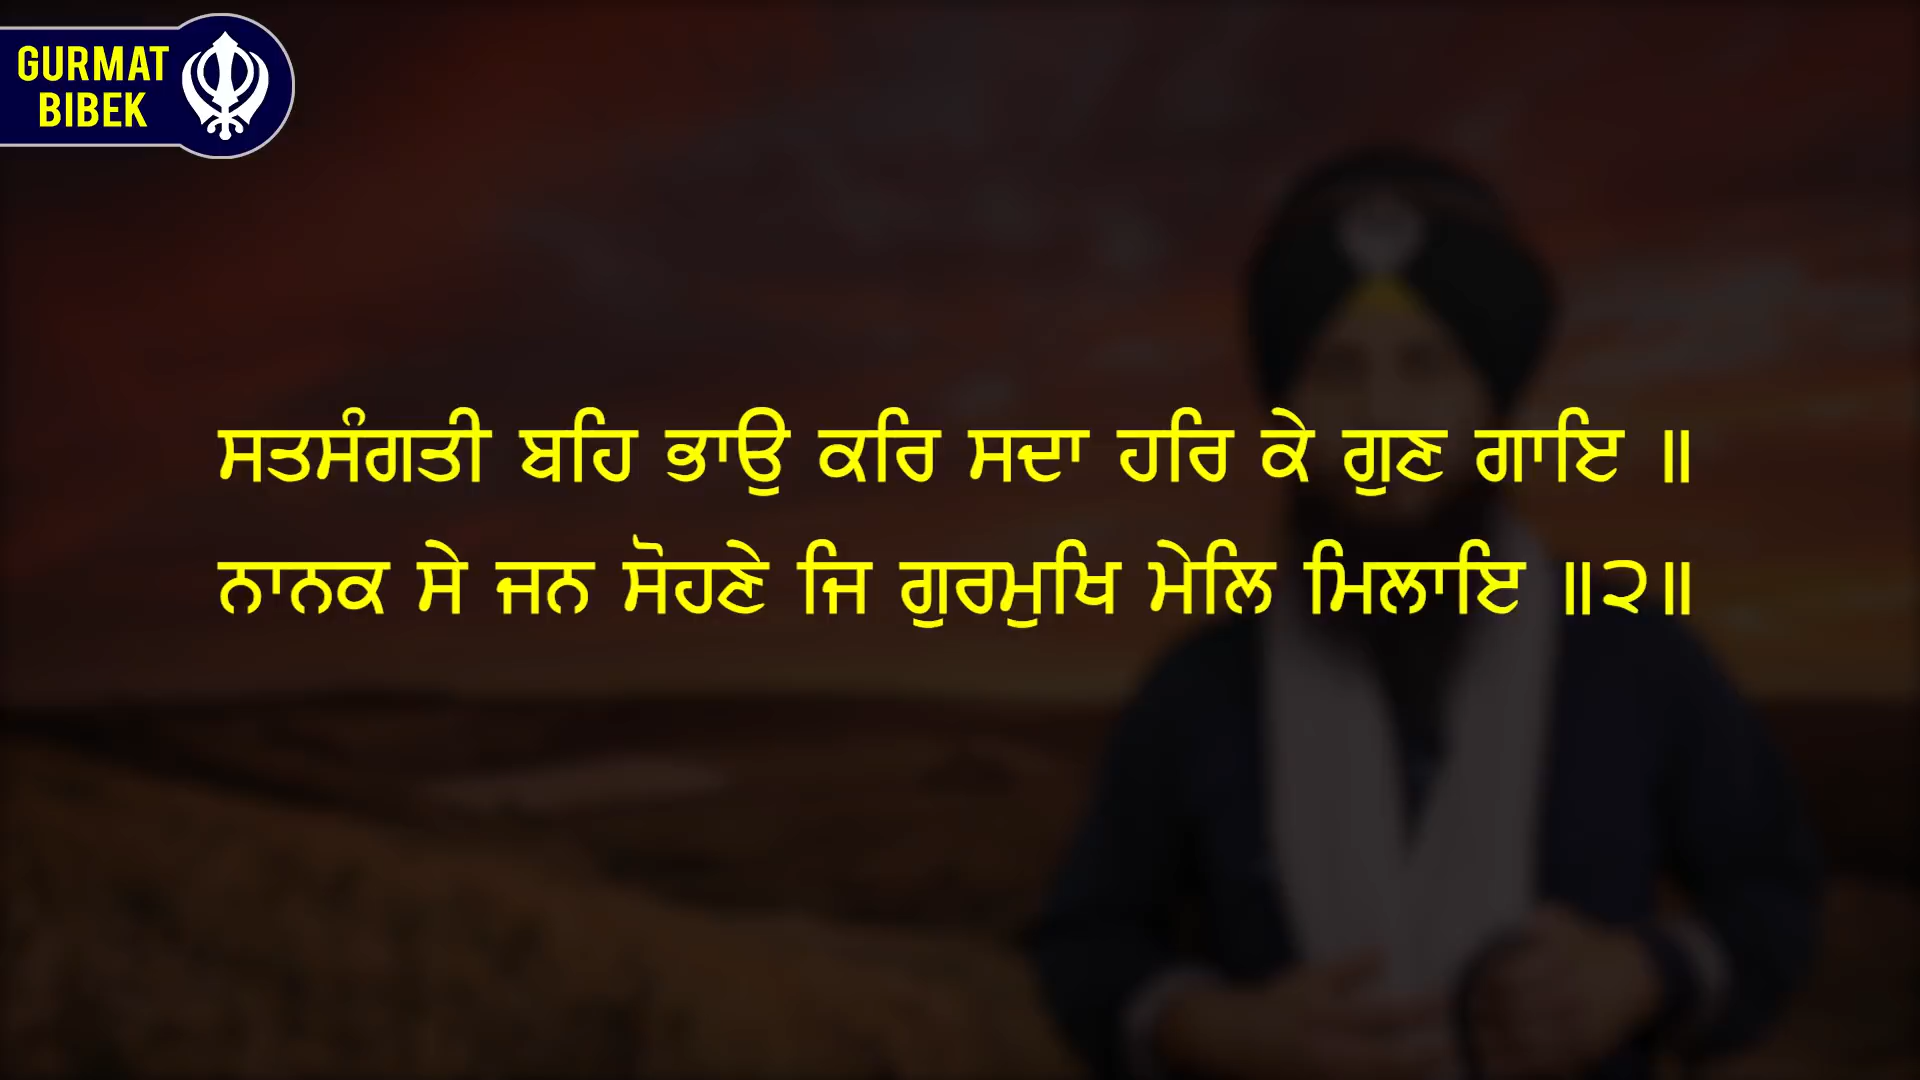 GURMAT
BIBEK
ਸਤਸੰਗਤੀ ਬਹਿ ਭਾਉ ਕਰਿ ਸਦਾ ਹਰਿ ਕੇ ਗੁਣ ਗਾਇ ॥
ਨਾਨਕ ਸੇ ਜਨ ਸੋਹਣੇ ਜਿ ਗੁਰਮੁਖਿ ਮੇਲਿ ਮਿਲਾਇ ॥੨॥